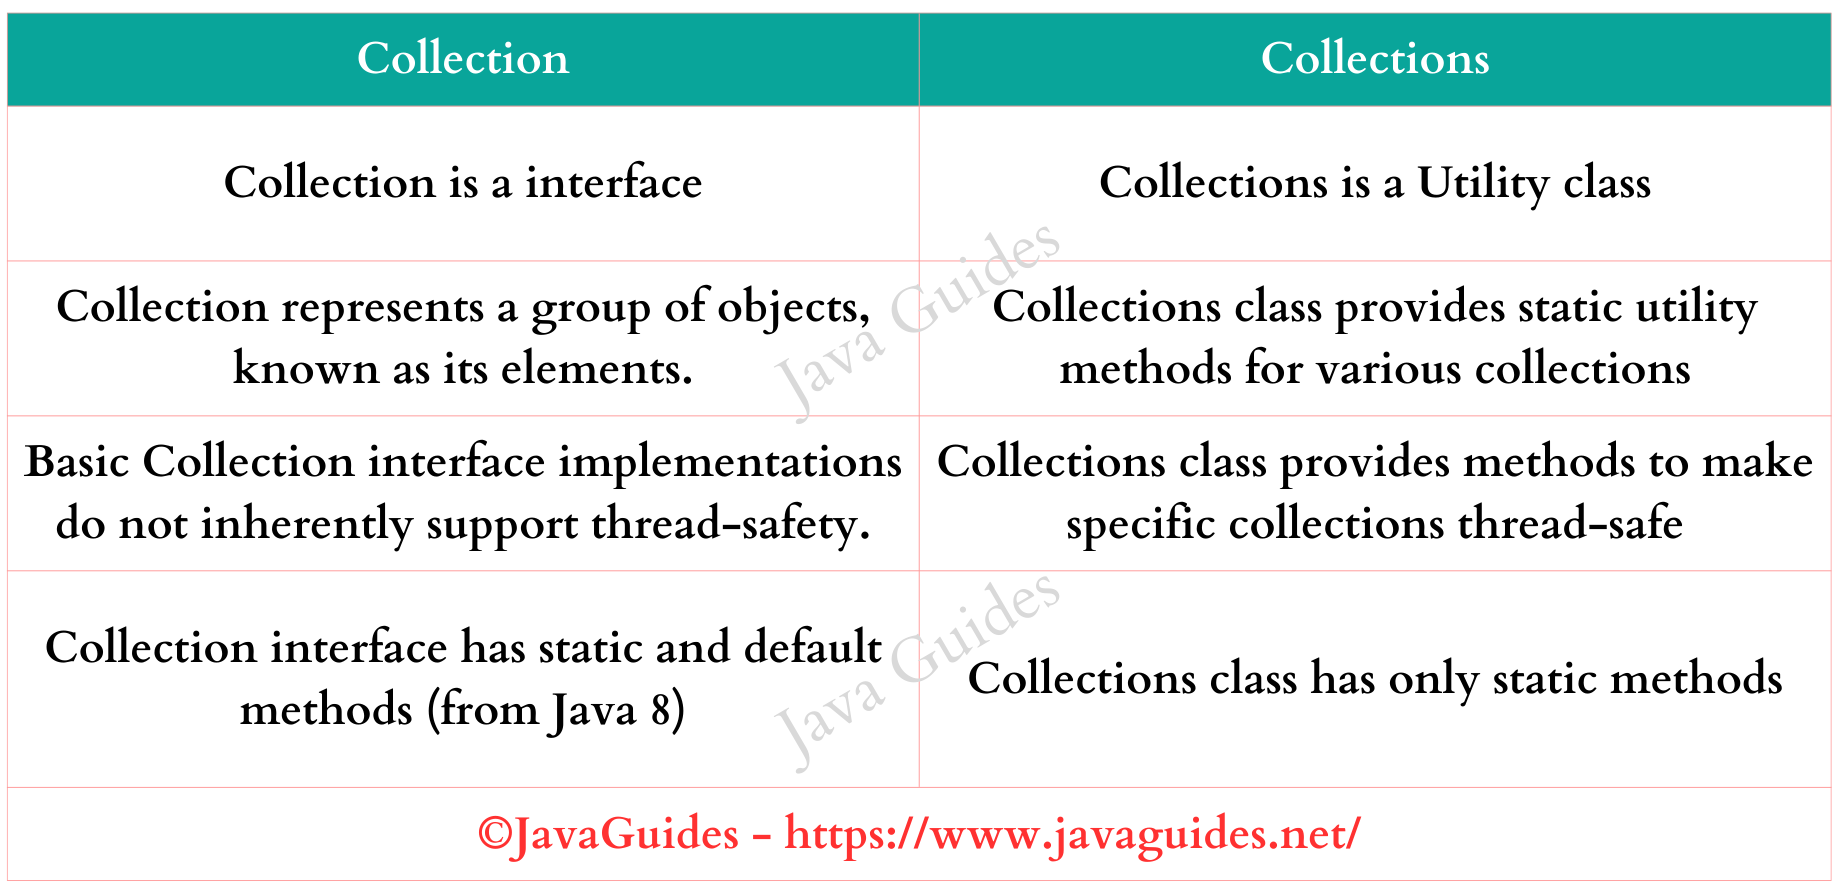 Collection
Collections
Collection is a interface
Collections is a Utility class
Collection represents a group of objects,
known as its elements.
Collections class provides static utility
methods for various collections
Basic Collection interface implementations
do not inherently support thread-safety.
Collections class provides methods to make
specific collections thread-safe
Collection interface has static and default
methods (from Java 8)
Collections class has only static methods
©JavaGuides - https://www.javaguides.net/
Java Guides
Java Guides